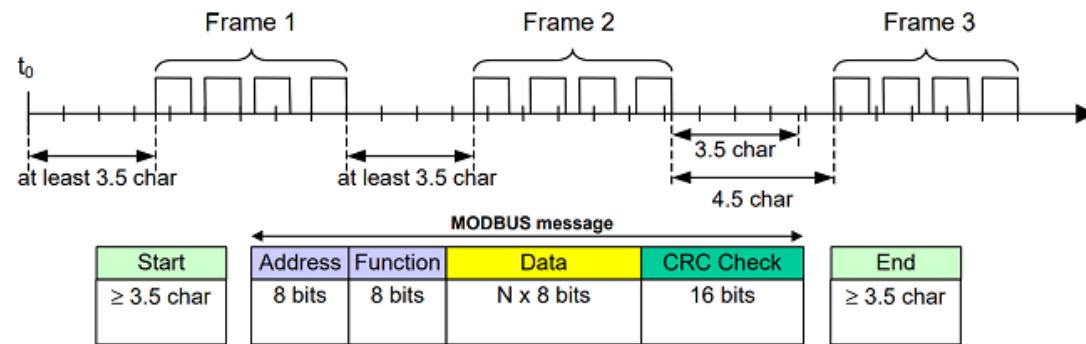 Frame 1 Frame 2 Frame 3
t0
3.5 char
at least 3.5 char at least 3.5 char
4.5 char
MODBUS message
Start Address Function Data CRC Check End
≥ 3.5 char 8 bits 8 bits N x 8 bits 16 bits ≥ 3.5 char